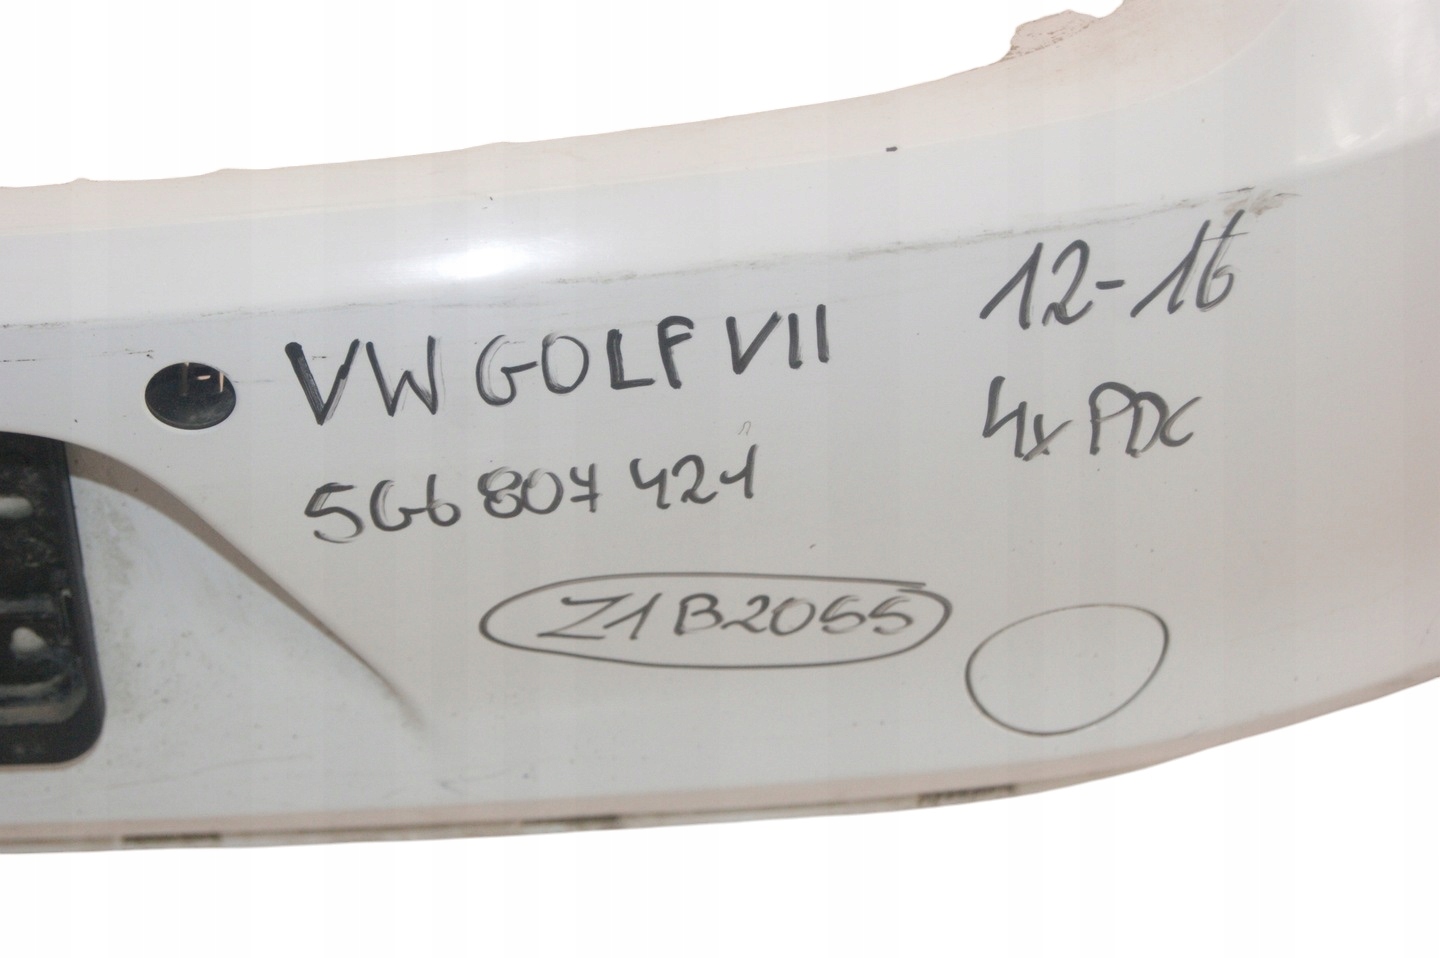 VW GOLF VII
12-16
4x PDC
5G6 807 421
Z1B2055